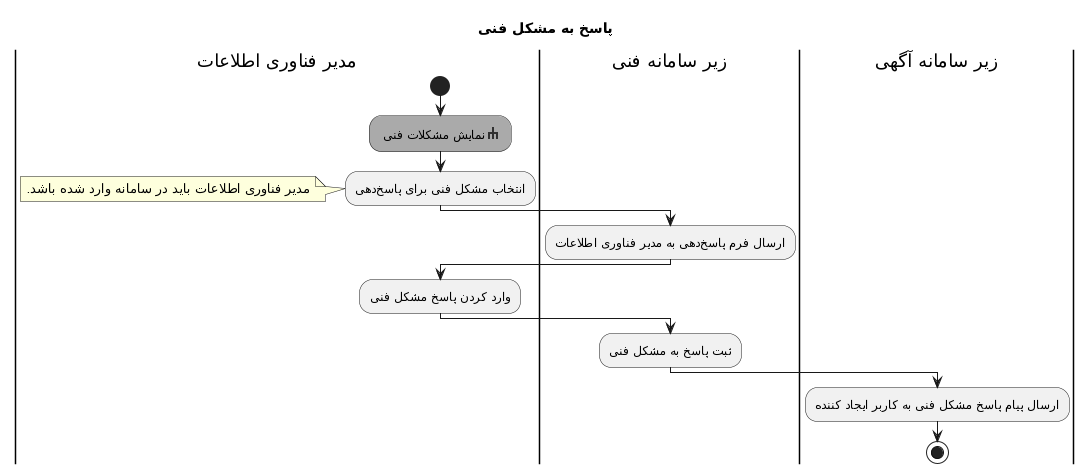 پاسخ به مشکل فنی
مدیر فناوری اطلاعات
زیر سامانه فنی
زیر سامانه آگهی
نمایش مشکلات فنی
انتخاب مشکل فنی برای پاسخ‌دهی
مدیر فناوری اطلاعات باید در سامانه وارد شده باشد.
ارسال فرم پاسخ‌دهی به مدیر فناوری اطلاعات
وارد کردن پاسخ مشکل فنی
ثبت پاسخ به مشکل فنی
ارسال پیام پاسخ مشکل فنی به کاربر ایجاد کننده